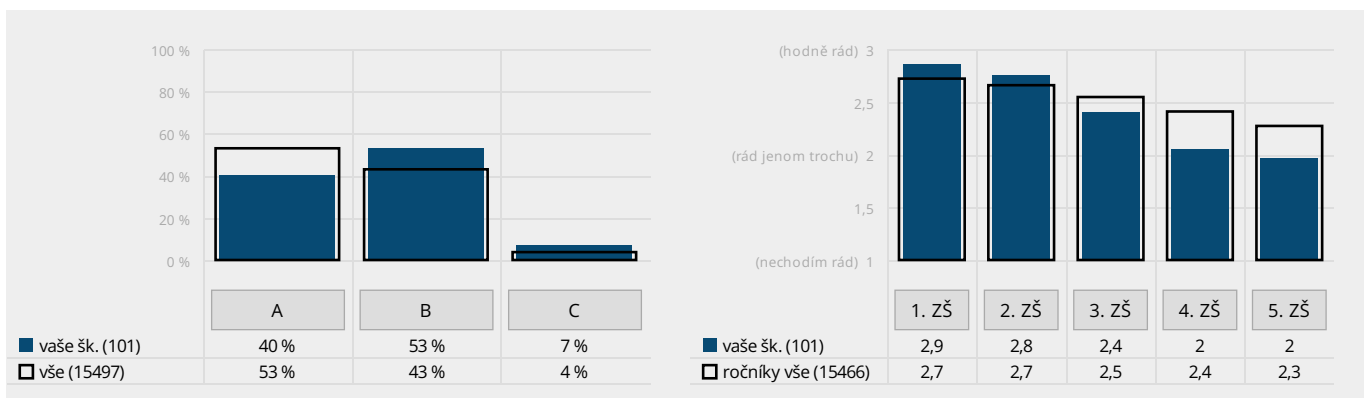 100 %
80 %
60 %
40 %
20 %
0 %
A B C
vaše šk. (101) 40 % 53 % 7 %
vše (15497) 53 % 43 % 4 %
(hodně rád) 3
2,5
(rád jenom trochu) 2
1,5
(nechodím rád) 1
1. ZŠ 2. ZŠ 3. ZŠ 4. ZŠ 5. ZŠ
vaše šk. (101) 2,9 2,8 2,4 2 2
ročníky vše (15466) 2,7 2,7 2,5 2,4 2,3